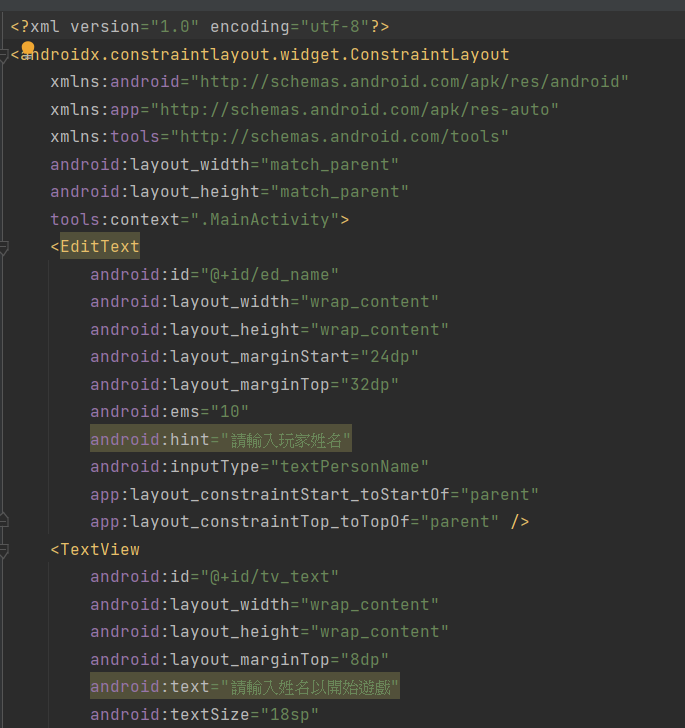 <?xml version="1.0" encoding="utf-8"?>
<androidx.constraintlayout.widget.ConstraintLayout
xmlns:android="http://schemas.android.com/apk/res/android"
xmlns:app="http://schemas.android.com/apk/res-auto"
xmlns:tools="http://schemas.android.com/tools"
android:layout_width="match_parent"
android:layout_height="match_parent"
tools:context=".MainActivity">
<EditText
android:id="@+id/ed_name"
android:layout_width="wrap_content"
android:layout_height="wrap_content"
android:layout_marginStart="24dp"
android:layout_marginTop="32dp"
android:ems="10"
android:hint="請輸入玩家姓名"
android:inputType="textPersonName"
app:layout_constraintStart_toStartOf="parent"
app:layout_constraintTop_toTopOf="parent" />
<TextView
android:id="@+id/tv_text"
android:layout_width="wrap_content"
android:layout_height="wrap_content"
android:layout_marginTop="8dp"
android:text="請輸入姓名以開始遊戲"
android:textSize="18sp"